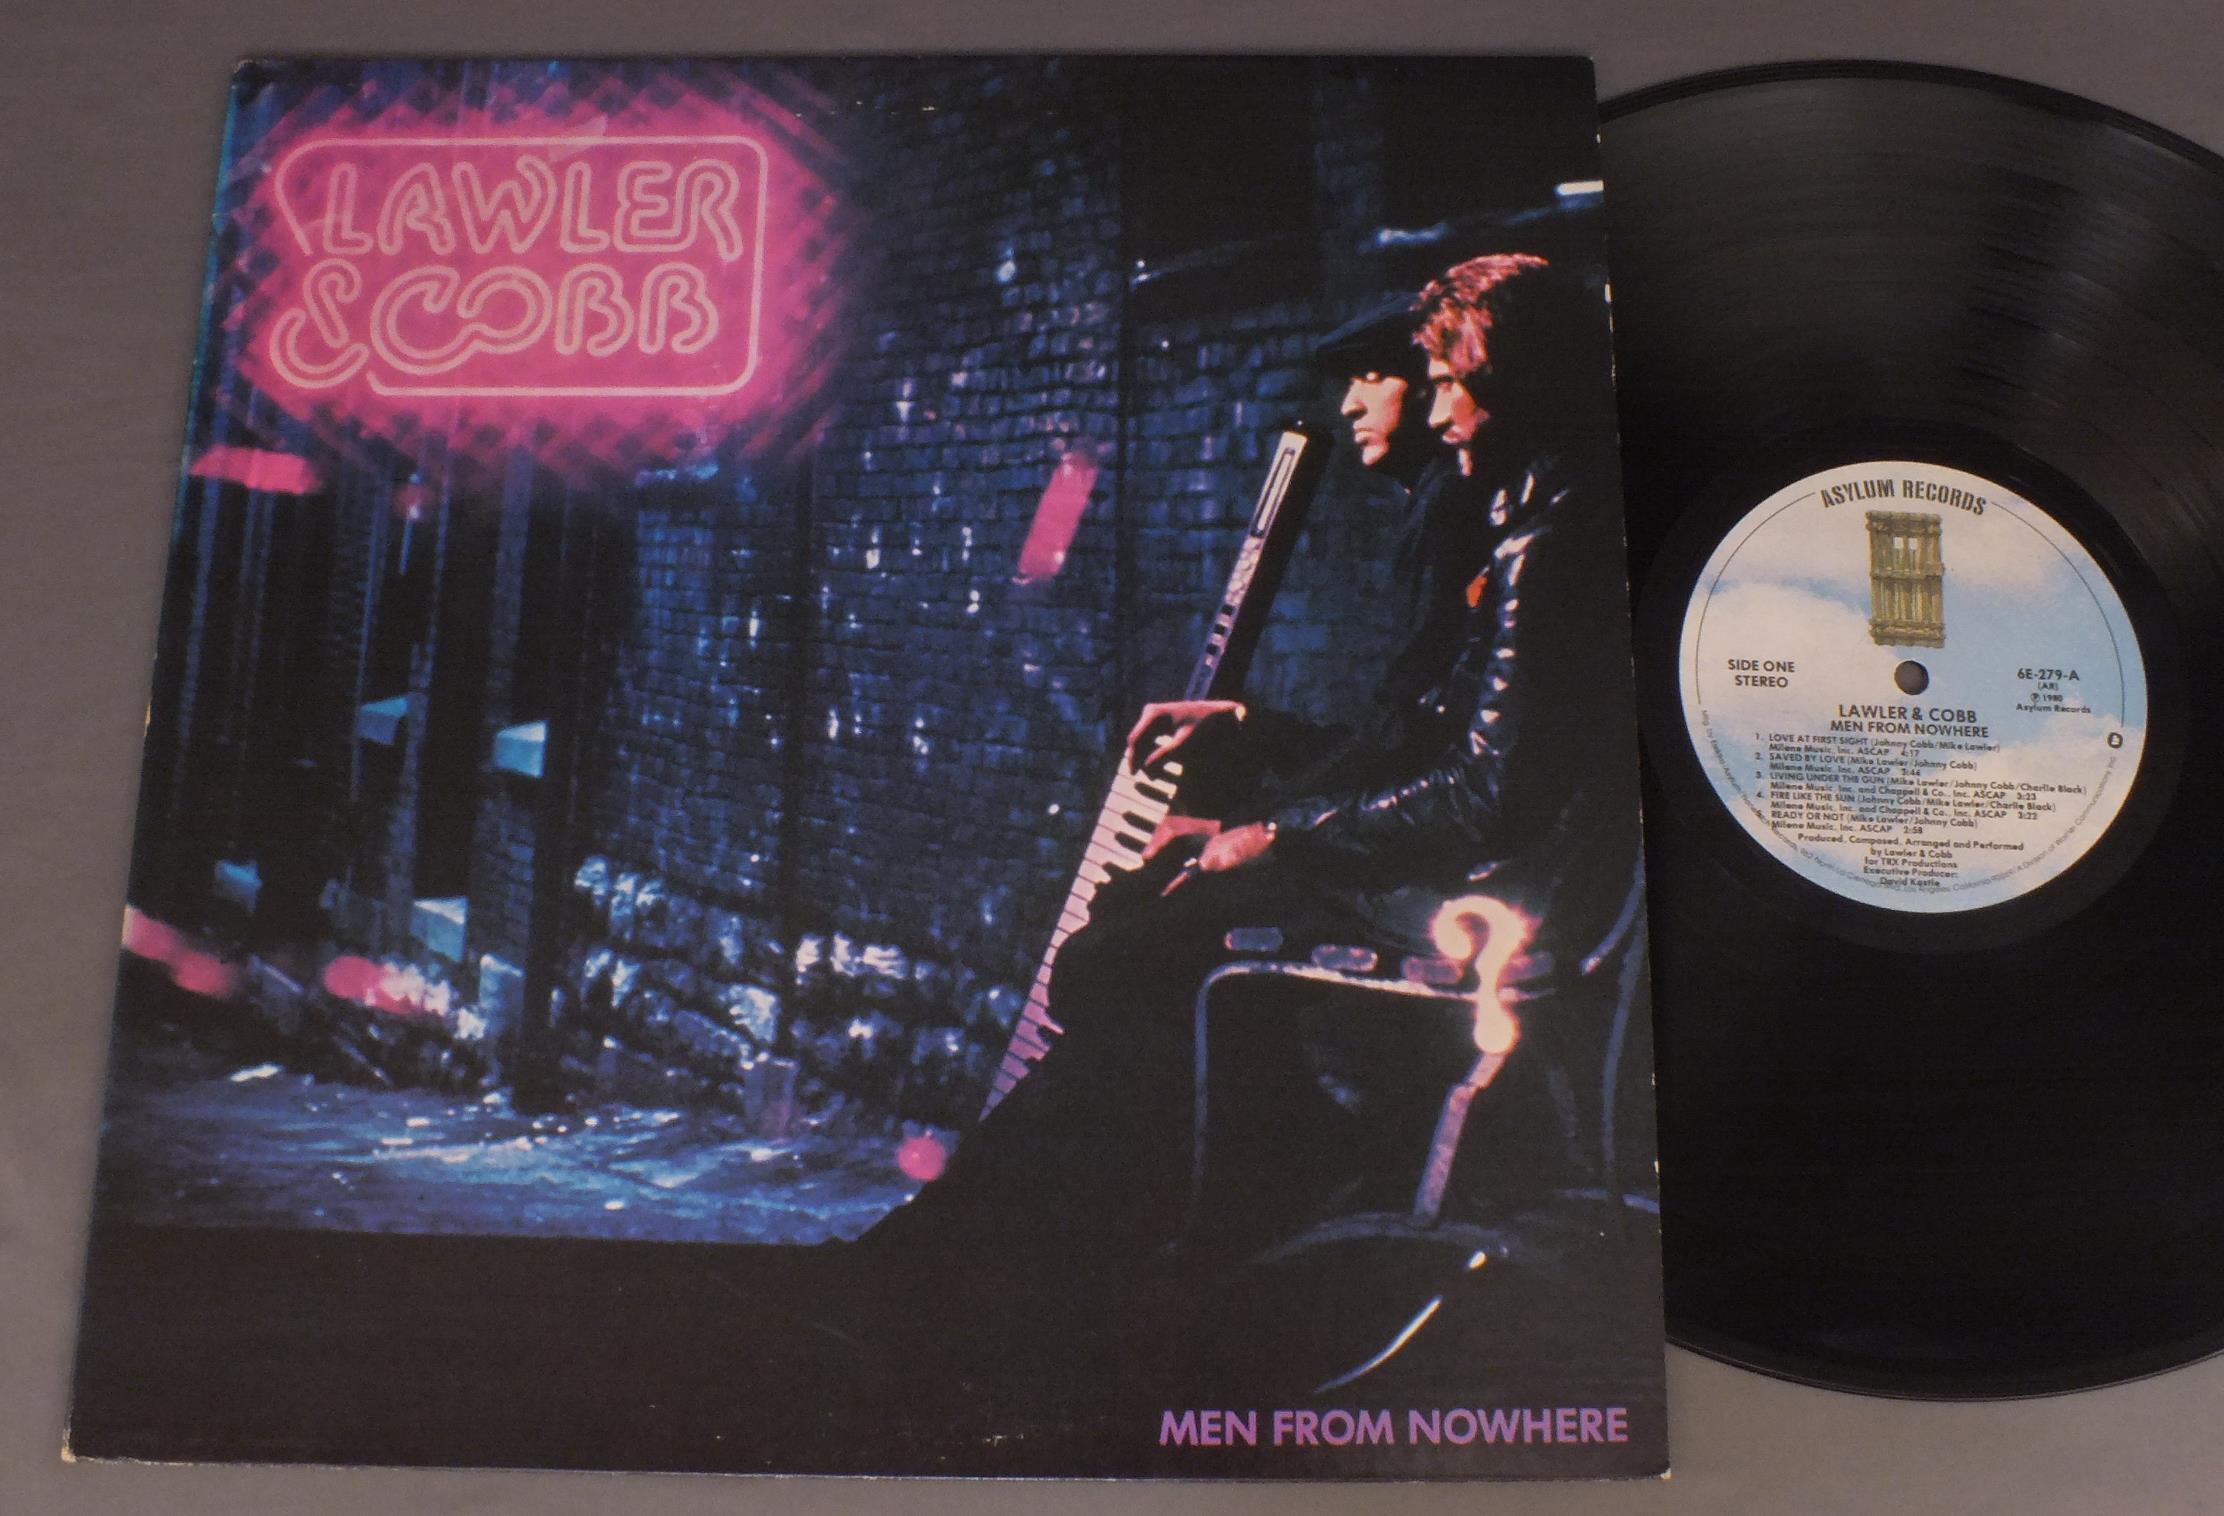 LAWLER
& COBB
MEN FROM NOWHERE
ASYLUM RECORDS
SIDE ONE
STEREO
6E-279-A
(AR)
℗ 1980
Asylum Records
LAWLER & COBB
MEN FROM NOWHERE
1. LOVE AT FIRST SIGHT (Johnny Cobb/Mike Lawler)
Milene Music, Inc. ASCAP 4:17
2. SAVED BY LOVE (Mike Lawler/Johnny Cobb)
Milene Music, Inc. ASCAP 3:44
3. LIVING UNDER THE GUN (Mike Lawler/Johnny Cobb/Charlie Black)
Milene Music, Inc. and Chappell & Co., Inc. ASCAP 3:23
4. FIRE LIKE THE SUN (Johnny Cobb/Mike Lawler/Charlie Black)
Milene Music, Inc. and Chappell & Co., Inc. ASCAP 3:22
READY OR NOT (Mike Lawler/Johnny Cobb)
Milene Music, Inc. ASCAP 2:58
Produced, Composed, Arranged and Performed
by Lawler & Cobb
for TRX Productions
Executive Producer:
David Kastle